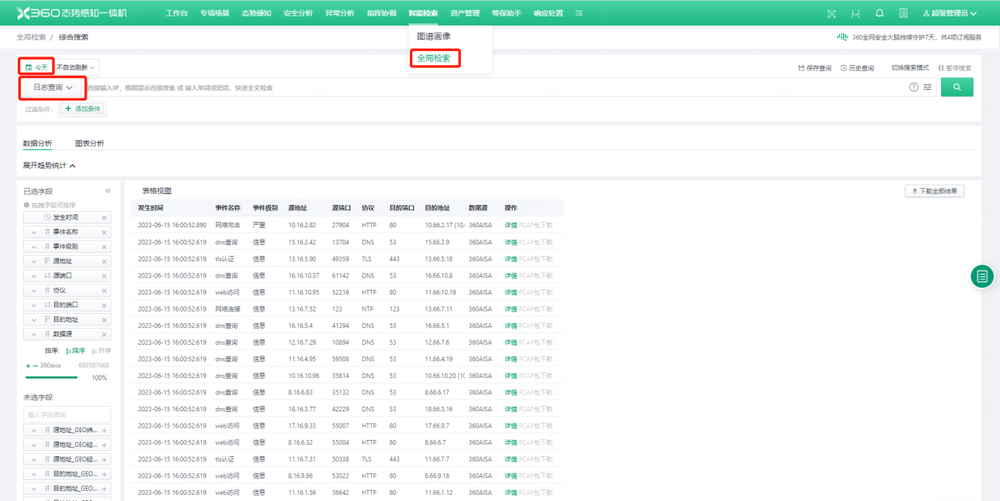 360态势感知一体机 工作台 专项场景 态势感知 安全分析 异常分析 指挥协调 智能检索 资产管理 等保助手 响应处置 超级管理员
全局检索 / 综合搜索 图谱画像 360全网安全大脑持续守护7天，共4项订阅服务
全局检索
今天 不自动刷新 保存查询 历史查询 切换搜索模式 暂停搜索
日志查询 直接输入IP，根据提示直接搜索 或 输入单词或短语，快速全文检索
过滤条件: + 添加条件
数据分析 图表分析
展开趋势统计
已选字段 « 表格视图 下载全部结果
拖拽字段可排序
发生时间 ×
# 事件名称 ×
# 事件级别 ×
IP 源地址 ×
源端口 ×
# 协议 ×
目的端口 ×
IP 目的地址 ×
# 数据源 ×
排序: 降序 升序
+ − 360aisa 693587668
100%
未选字段
输入字段查询
# 源地址_GEO纬... +
# 源地址_GEO经... +
# 源地址_GEO经... +
# 目的地址_GEO... +
# 目的地址_GEO... +
发生时间 事件名称 事件级别 源地址 源端口 协议 目的端口 目的地址 数据源 操作
2023-06-15 16:00:52.890 网络攻击 严重 10.16.2.82 27904 HTTP 80 10.66.2.17 (10. 360AISA 详情 PCAP包下载
2023-06-15 16:00:52.619 dns查询 信息 15.16.2.42 13704 DNS 53 15.66.2.9 360AISA 详情 PCAP包下载
2023-06-15 16:00:52.619 tls认证 信息 13.16.5.90 49359 TLS 443 13.66.5.18 360AISA 详情 PCAP包下载
2023-06-15 16:00:52.619 dns查询 信息 16.16.10.37 61142 DNS 53 16.66.10.8 360AISA 详情 PCAP包下载
2023-06-15 16:00:52.619 web访问 信息 11.16.10.95 52216 HTTP 80 11.66.10.19 360AISA 详情 PCAP包下载
2023-06-15 16:00:52.619 网络连接 信息 13.16.7.52 123 NTP 123 13.66.7.11 360AISA 详情 PCAP包下载
2023-06-15 16:00:52.619 dns查询 信息 16.16.5.4 41294 DNS 53 16.66.5.1 360AISA 详情 PCAP包下载
2023-06-15 16:00:52.619 dns查询 信息 12.16.7.29 10894 DNS 53 12.66.7.6 360AISA 详情 PCAP包下载
2023-06-15 16:00:52.619 dns查询 信息 11.16.4.95 59508 DNS 53 11.66.4.19 360AISA 详情 PCAP包下载
2023-06-15 16:00:52.619 dns查询 信息 10.16.10.96 35814 DNS 53 10.66.10.20 (10 360AISA 详情 PCAP包下载
2023-06-15 16:00:52.619 dns查询 信息 8.16.6.83 35132 DNS 53 8.66.6.17 360AISA 详情 PCAP包下载
2023-06-15 16:00:52.619 dns查询 信息 18.16.3.77 42229 DNS 53 18.66.3.16 360AISA 详情 PCAP包下载
2023-06-15 16:00:52.619 web访问 信息 17.16.9.33 55007 HTTP 80 17.66.9.7 360AISA 详情 PCAP包下载
2023-06-15 16:00:52.619 web访问 信息 8.16.6.32 55004 HTTP 80 8.66.6.7 360AISA 详情 PCAP包下载
2023-06-15 16:00:52.619 tls认证 信息 11.16.7.31 50338 TLS 443 11.66.7.7 360AISA 详情 PCAP包下载
2023-06-15 16:00:52.619 web访问 信息 8.16.9.86 53022 HTTP 80 8.66.9.18 360AISA 详情 PCAP包下载
2023-06-15 16:00:52.619 web访问 信息 11.16.1.56 36642 HTTP 80 11.66.1.12 360AISA 详情 PCAP包下载